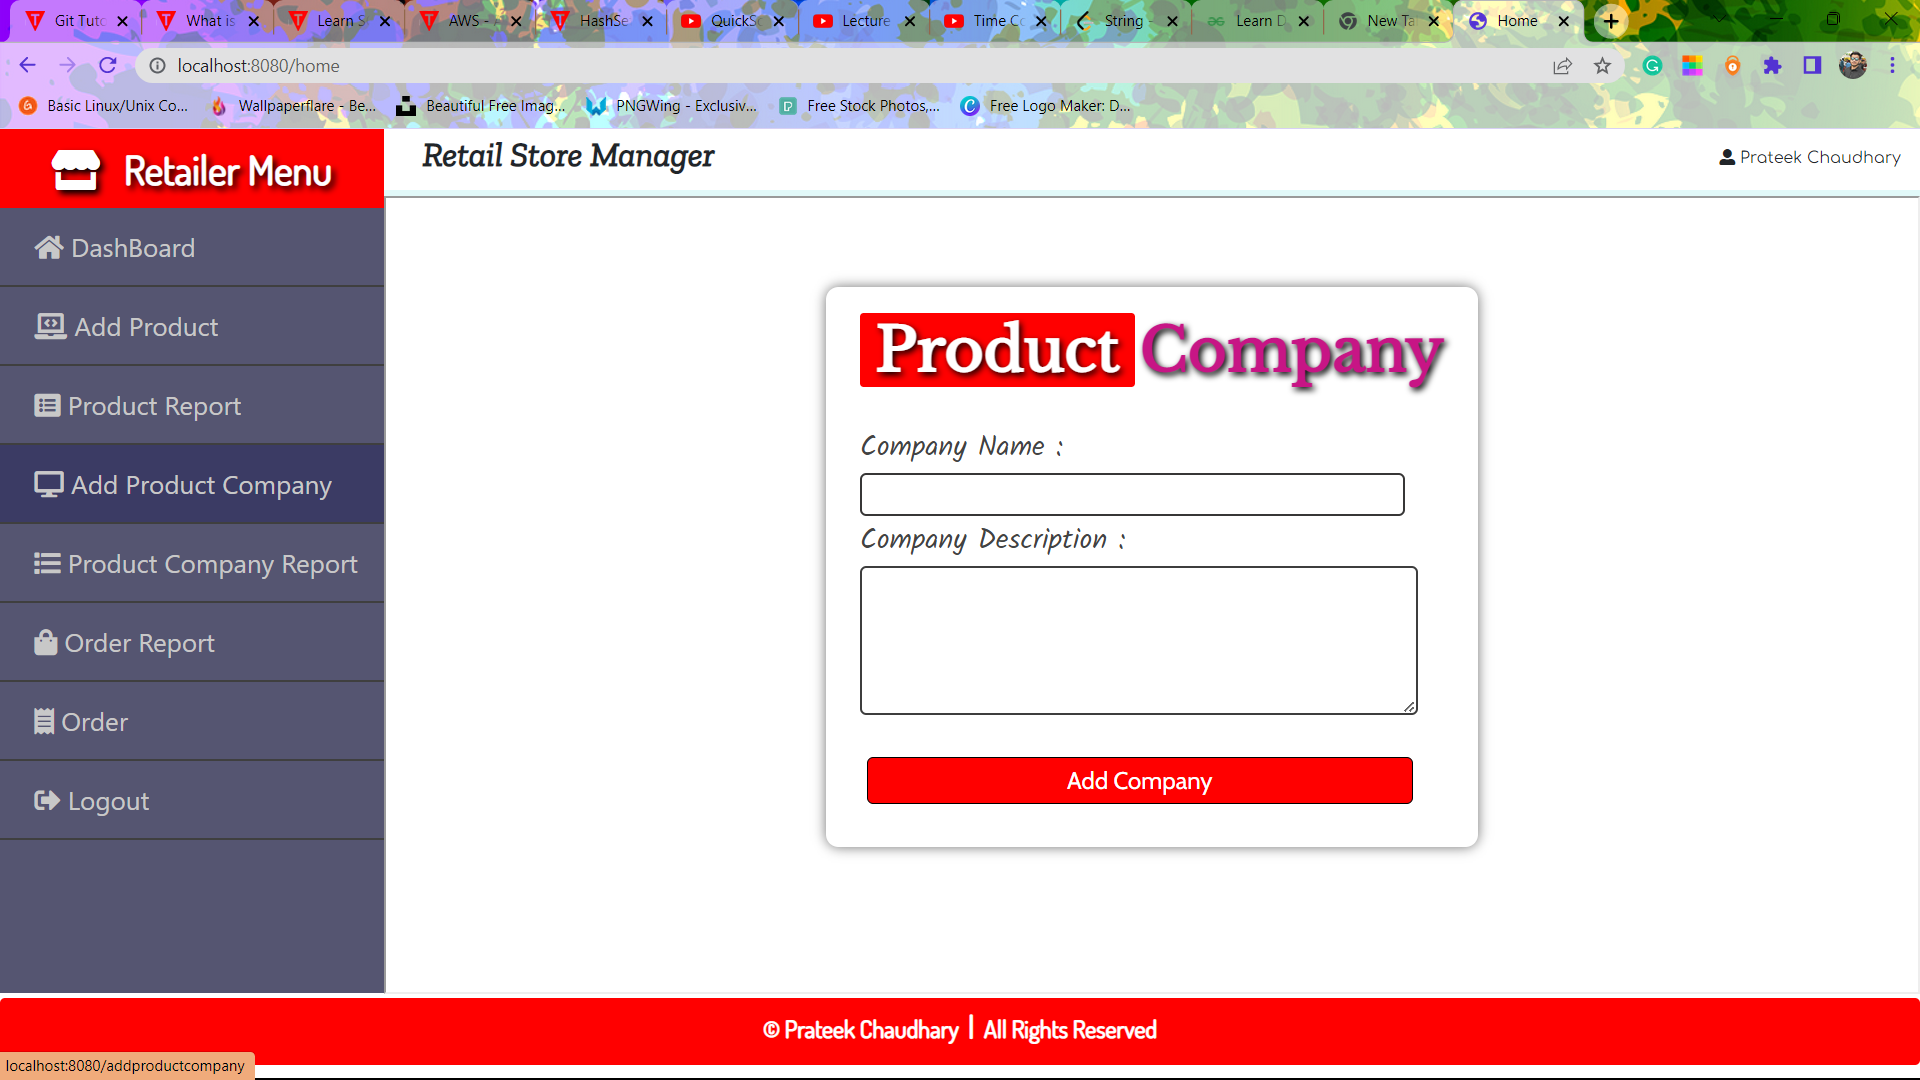 Git Tuto
What is
Learn S
AWS -
HashSe
QuickSo
Lecture
Time Co
String -
Learn D
New Ta
Home
localhost:8080/home
Basic Linux/Unix Co...
Wallpaperflare - Be...
Beautiful Free Imag...
PNGWing - Exclusiv...
Free Stock Photos,...
Free Logo Maker: D...
Retailer Menu
Retail Store Manager
Prateek Chaudhary
DashBoard
Add Product
Product Report
Add Product Company
Product Company Report
Order Report
Order
Logout
Product Company
Company Name :
Company Description :
Add Company
© Prateek Chaudhary | All Rights Reserved
localhost:8080/addproductcompany